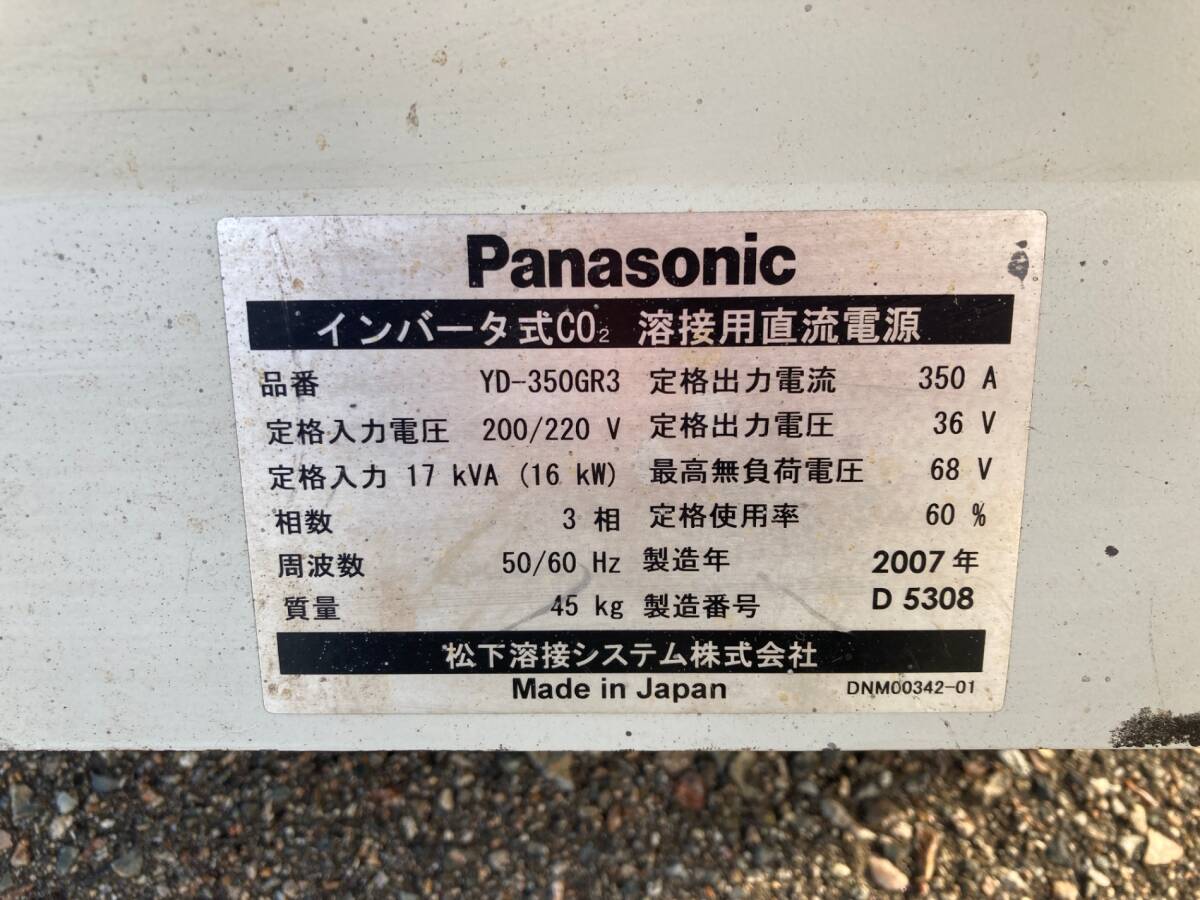 Panasonic
インバータ式CO₂ 溶接用直流電源
品番 YD-350GR3 定格出力電流 350 A
定格入力電圧 200/220 V 定格出力電圧 36 V
定格入力 17 kVA (16 kW) 最高無負荷電圧 68 V
相数 3 相 定格使用率 60 %
周波数 50/60 Hz 製造年 2007年
質量 45 kg 製造番号 D 5308
松下溶接システム株式会社
Made in Japan DNM00342-01